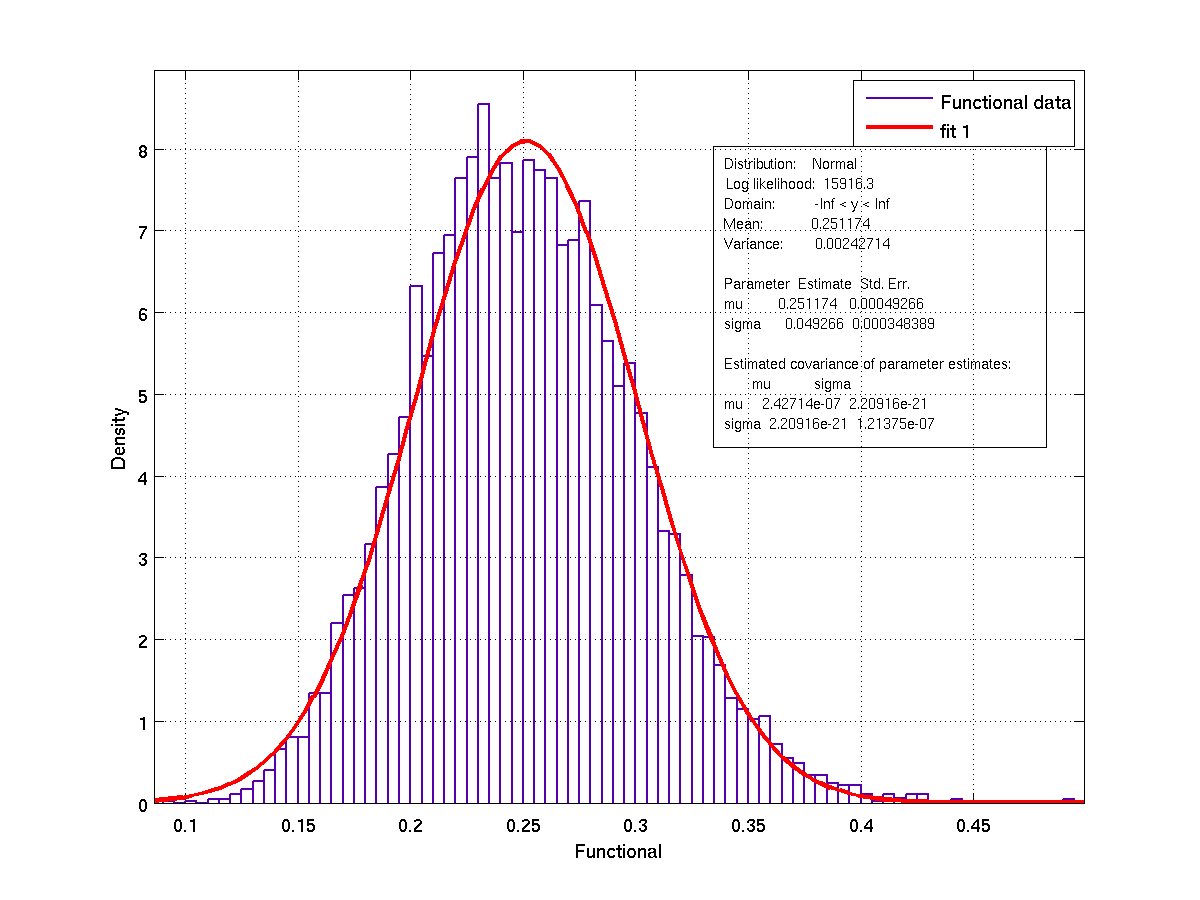 Functional data
fit 1
Distribution: Normal
Log likelihood: 15916.3
Domain: -Inf < y < Inf
Mean: 0.251174
Variance: 0.00242714
Parameter Estimate Std. Err.
mu 0.251174 0.00049266
sigma 0.049266 0.000348389
Estimated covariance of parameter estimates:
mu sigma
mu 2.42714e-07 2.20916e-21
sigma 2.20916e-21 1.21375e-07
8
7
6
5
4
3
2
1
0
Density
0.1 0.15 0.2 0.25 0.3 0.35 0.4 0.45
Functional